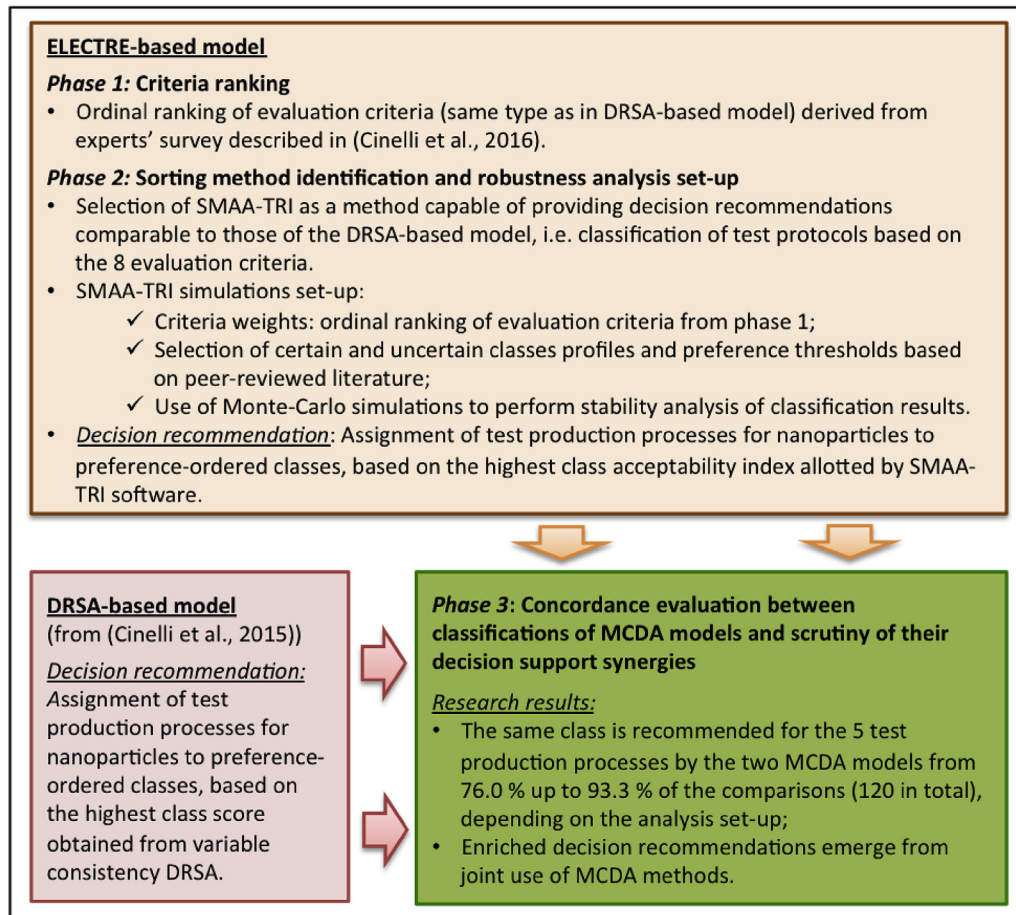 ELECTRE-based model
Phase 1: Criteria ranking
• Ordinal ranking of evaluation criteria (same type as in DRSA-based model) derived from
experts’ survey described in (Cinelli et al., 2016).
Phase 2: Sorting method identification and robustness analysis set-up
• Selection of SMAA-TRI as a method capable of providing decision recommendations
comparable to those of the DRSA-based model, i.e. classification of test protocols based on
the 8 evaluation criteria.
• SMAA-TRI simulations set-up:
✓ Criteria weights: ordinal ranking of evaluation criteria from phase 1;
✓ Selection of certain and uncertain classes profiles and preference thresholds based
on peer-reviewed literature;
✓ Use of Monte-Carlo simulations to perform stability analysis of classification results.
• Decision recommendation: Assignment of test production processes for nanoparticles to
preference-ordered classes, based on the highest class acceptability index allotted by SMAA-
TRI software.
DRSA-based model
(from (Cinelli et al., 2015))
Decision recommendation:
Assignment of test
production processes for
nanoparticles to preference-
ordered classes, based on
the highest class score
obtained from variable
consistency DRSA.
Phase 3: Concordance evaluation between
classifications of MCDA models and scrutiny of their
decision support synergies
Research results:
• The same class is recommended for the 5 test
production processes by the two MCDA models from
76.0 % up to 93.3 % of the comparisons (120 in total),
depending on the analysis set-up;
• Enriched decision recommendations emerge from
joint use of MCDA methods.